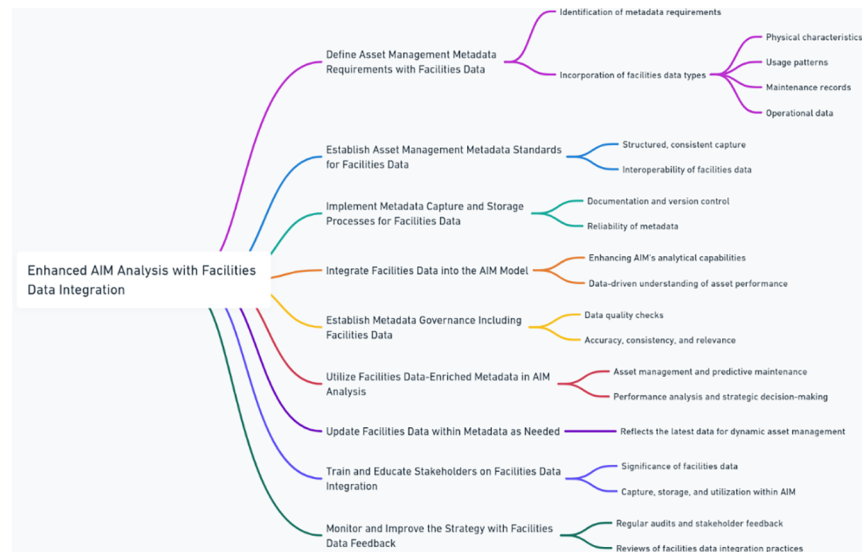 Enhanced AIM Analysis with Facilities
Data Integration
Define Asset Management Metadata
Requirements with Facilities Data
Identification of metadata requirements
Incorporation of facilities data types
Physical characteristics
Usage patterns
Maintenance records
Operational data
Establish Asset Management Metadata Standards
for Facilities Data
Structured, consistent capture
Interoperability of facilities data
Implement Metadata Capture and Storage
Processes for Facilities Data
Documentation and version control
Reliability of metadata
Integrate Facilities Data into the AIM Model
Enhancing AIM's analytical capabilities
Data-driven understanding of asset performance
Establish Metadata Governance Including
Facilities Data
Data quality checks
Accuracy, consistency, and relevance
Utilize Facilities Data-Enriched Metadata in AIM
Analysis
Asset management and predictive maintenance
Performance analysis and strategic decision-making
Update Facilities Data within Metadata as Needed
Reflects the latest data for dynamic asset management
Train and Educate Stakeholders on Facilities Data
Integration
Significance of facilities data
Capture, storage, and utilization within AIM
Monitor and Improve the Strategy with Facilities
Data Feedback
Regular audits and stakeholder feedback
Reviews of facilities data integration practices